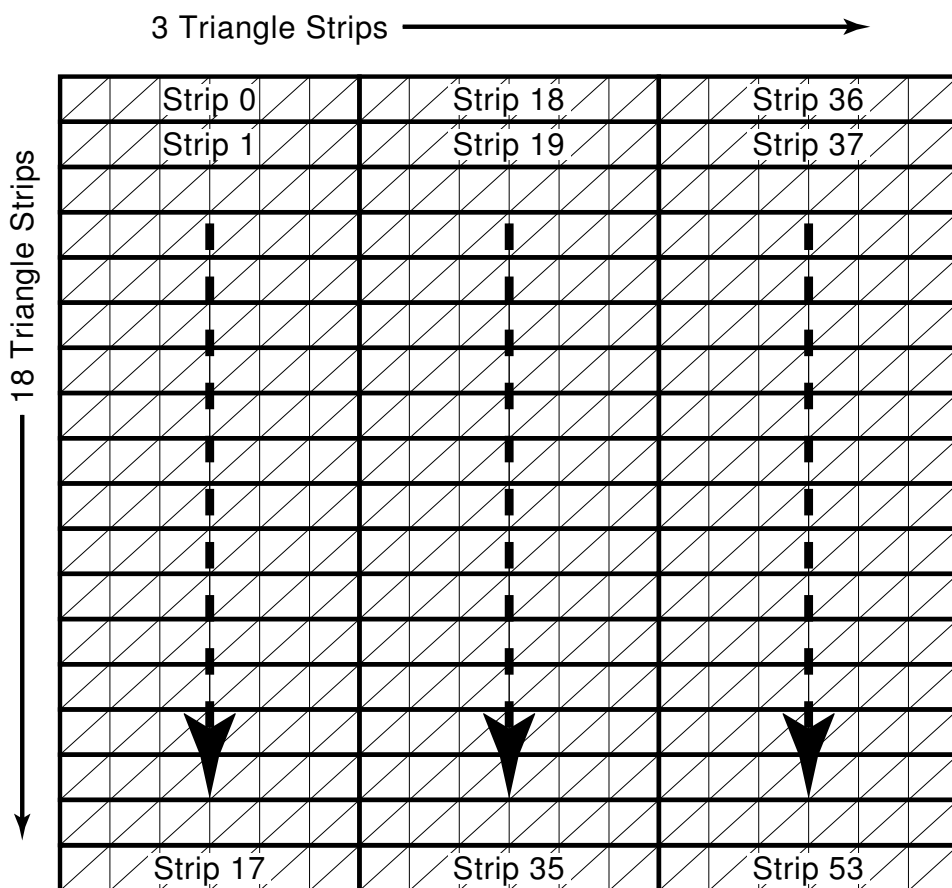 3 Triangle Strips
18 Triangle Strips
Strip 0
Strip 18
Strip 36
Strip 1
Strip 19
Strip 37
Strip 17
Strip 35
Strip 53